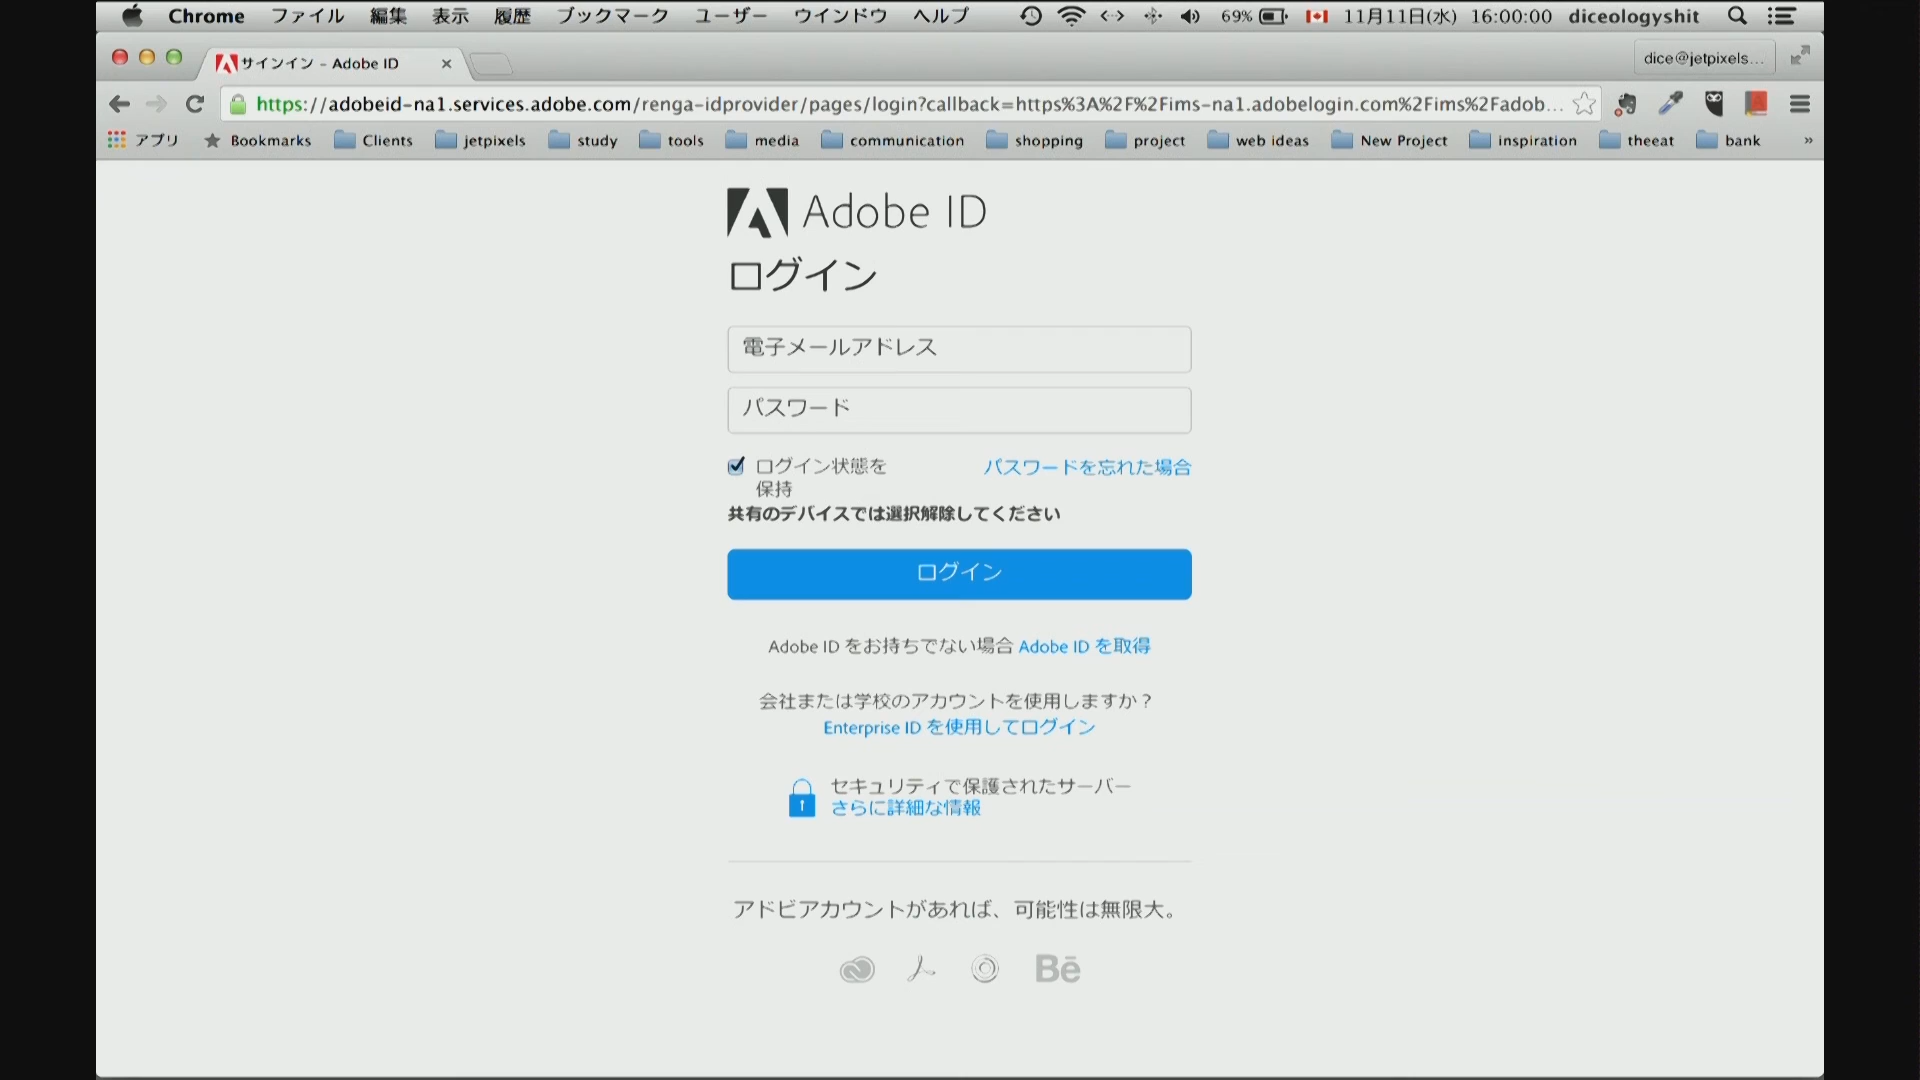 Chrome ファイル 編集 表示 履歴 ブックマーク ユーザー ウインドウ ヘルプ 69% 11月11日(水) 16:00:00 diceologyshit
サインイン - Adobe ID
dice@jetpixels...
https://adobeid-na1.services.adobe.com/renga-idprovider/pages/login?callback=https%3A%2F%2Fims-na1.adobelogin.com%2Fims%2Fadob...
アプリ Bookmarks Clients jetpixels study tools media communication shopping project web ideas New Project inspiration theeat bank »
Adobe ID
ログイン
電子メールアドレス
パスワード
ログイン状態を パスワードを忘れた場合
保持
共有のデバイスでは選択解除してください
ログイン
Adobe ID をお持ちでない場合 Adobe ID を取得
会社または学校のアカウントを使用しますか？
Enterprise ID を使用してログイン
セキュリティで保護されたサーバー
さらに詳細な情報
アドビアカウントがあれば、可能性は無限大。
Bē